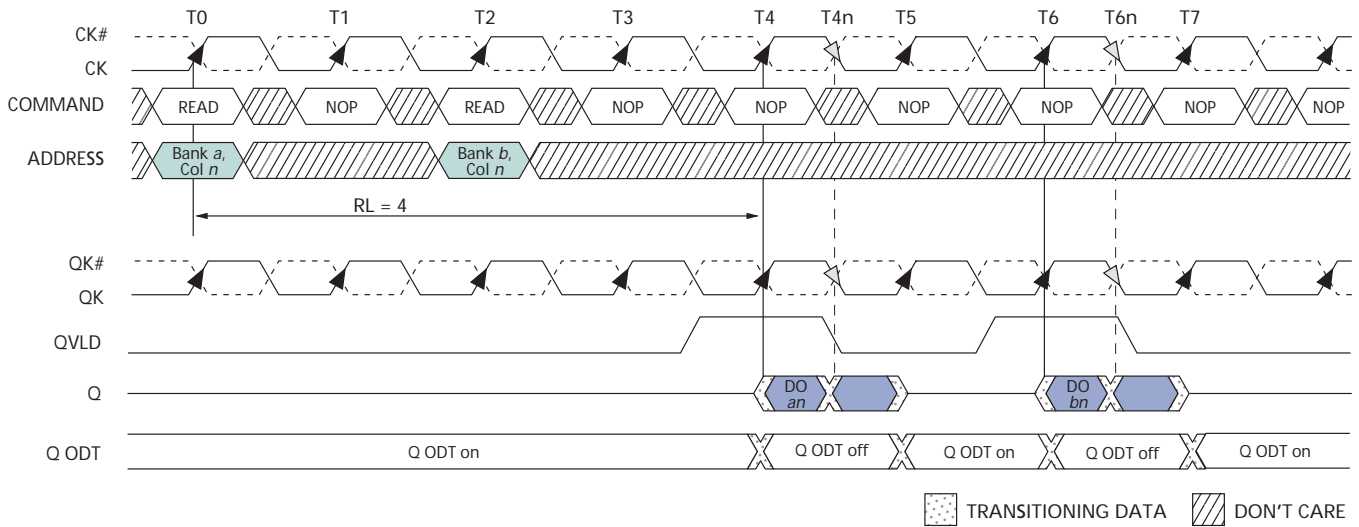 T0 T1 T2 T3 T4 T4n T5 T6 T6n T7
CK#
CK
COMMAND READ NOP READ NOP NOP NOP NOP NOP NOP
ADDRESS Bank a, Col n Bank b, Col n
RL = 4
QK#
QK
QVLD
Q DO an DO bn
Q ODT Q ODT on Q ODT off Q ODT on Q ODT off Q ODT on
TRANSITIONING DATA DON'T CARE